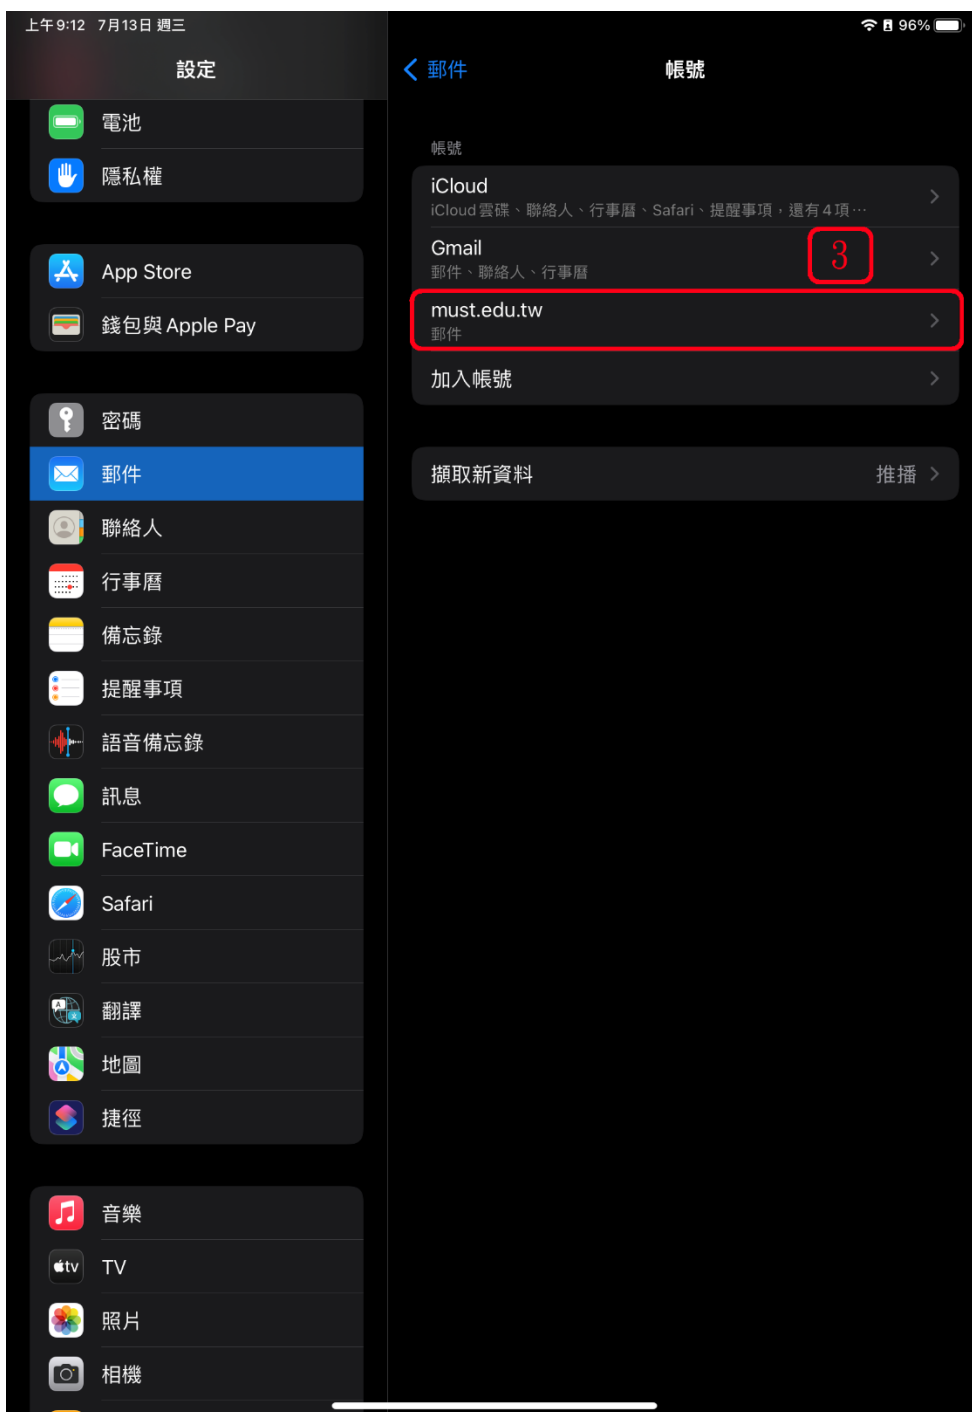 上午9:12 7月13日 週三
96%
設定
電池
隱私權
App Store
錢包與 Apple Pay
密碼
郵件
聯絡人
行事曆
備忘錄
提醒事項
語音備忘錄
訊息
FaceTime
Safari
股市
翻譯
地圖
捷徑
音樂
tv
TV
照片
相機
郵件
帳號
帳號
iCloud
iCloud 雲碟、聯絡人、行事曆、Safari、提醒事項，還有 4 項…
Gmail
郵件、聯絡人、行事曆
3
must.edu.tw
郵件
加入帳號
擷取新資料
推播